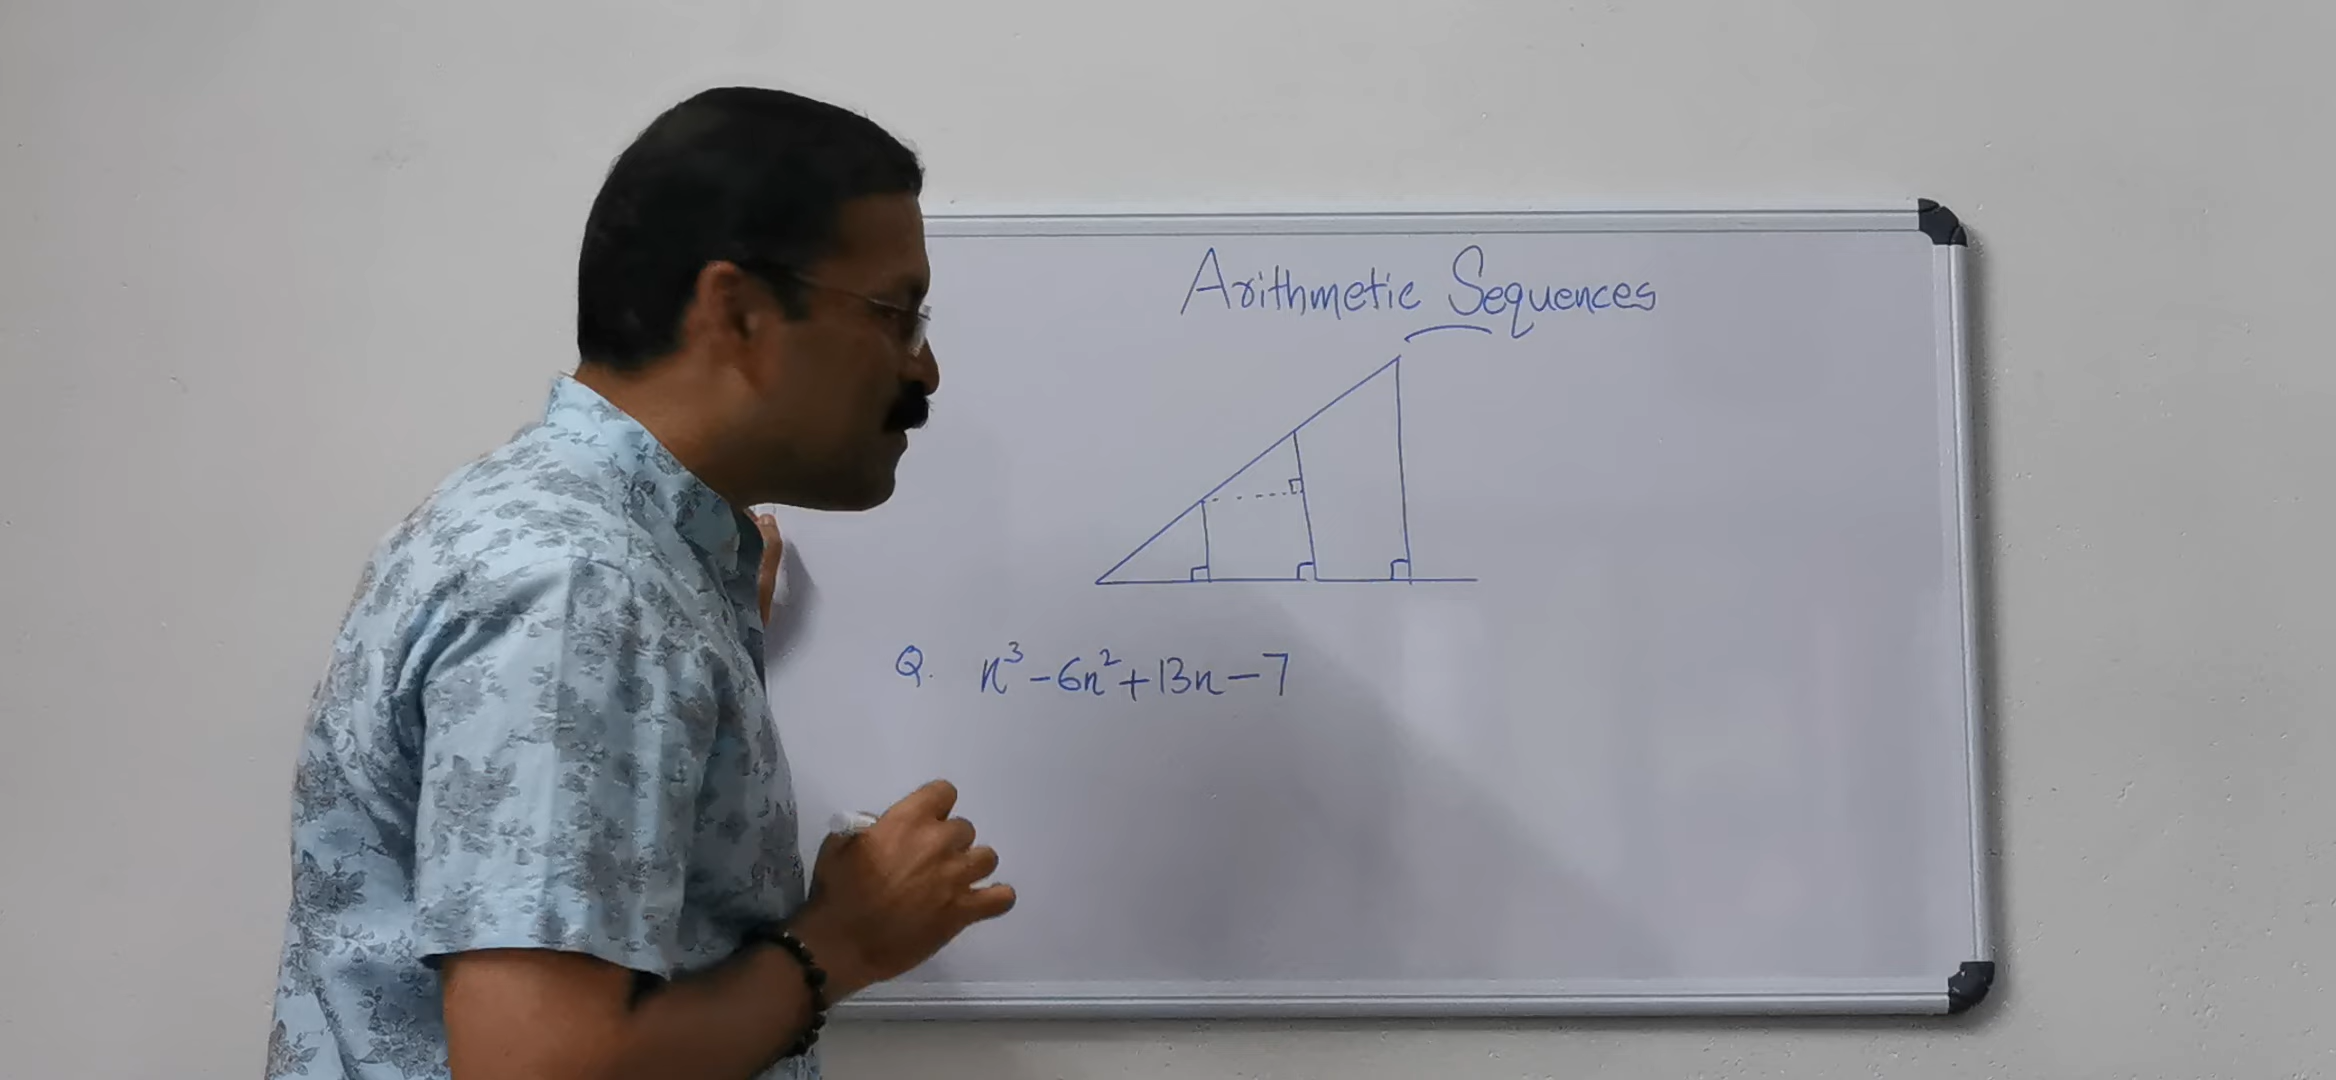 Arithmetic Sequences
Q. n³ - 6n² + 13n - 7